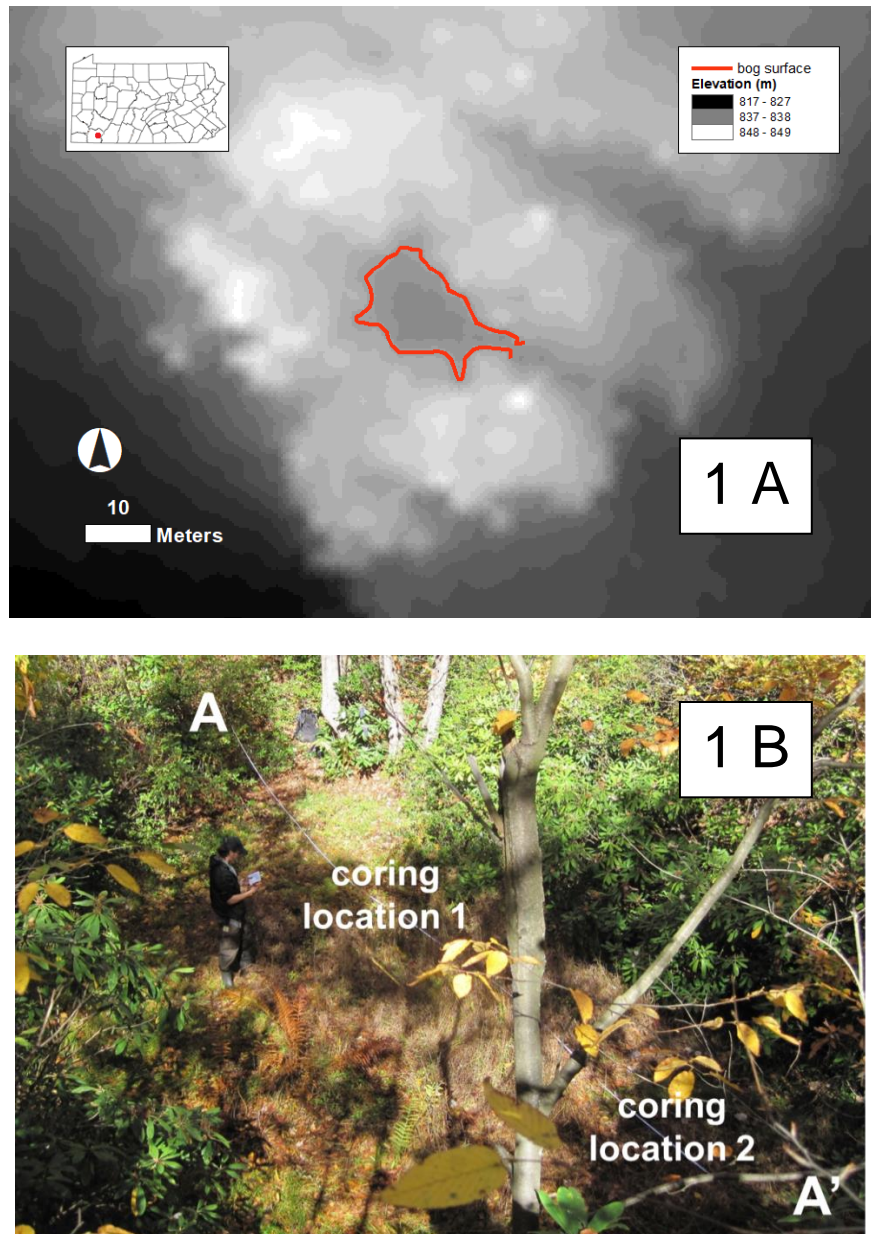 bog surface
Elevation (m)
817 - 827
837 - 838
848 - 849
10
Meters
1 A
A
1 B
coring
location 1
coring
location 2
A'